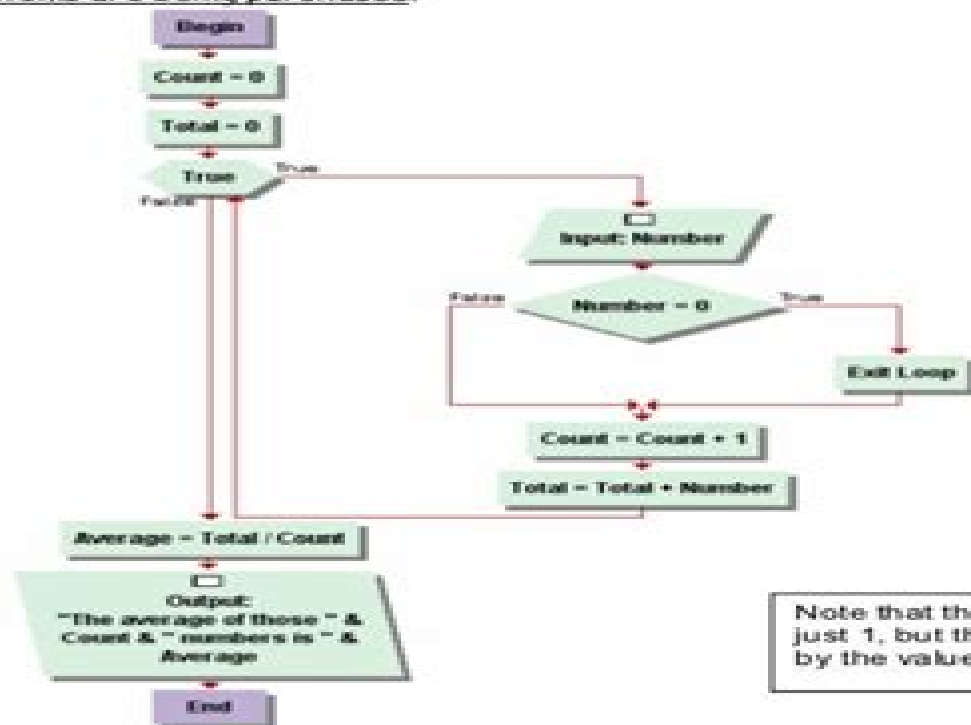 Begin
Count = 0
Total = 0
True
True
False
Input: Number
Number = 0
False
True
Exit Loop
Count = Count + 1
Total = Total + Number
Average = Total / Count
Output:
"The average of those " &
Count & " numbers is " &
Average
End
Note that th
just 1, but th
by the value